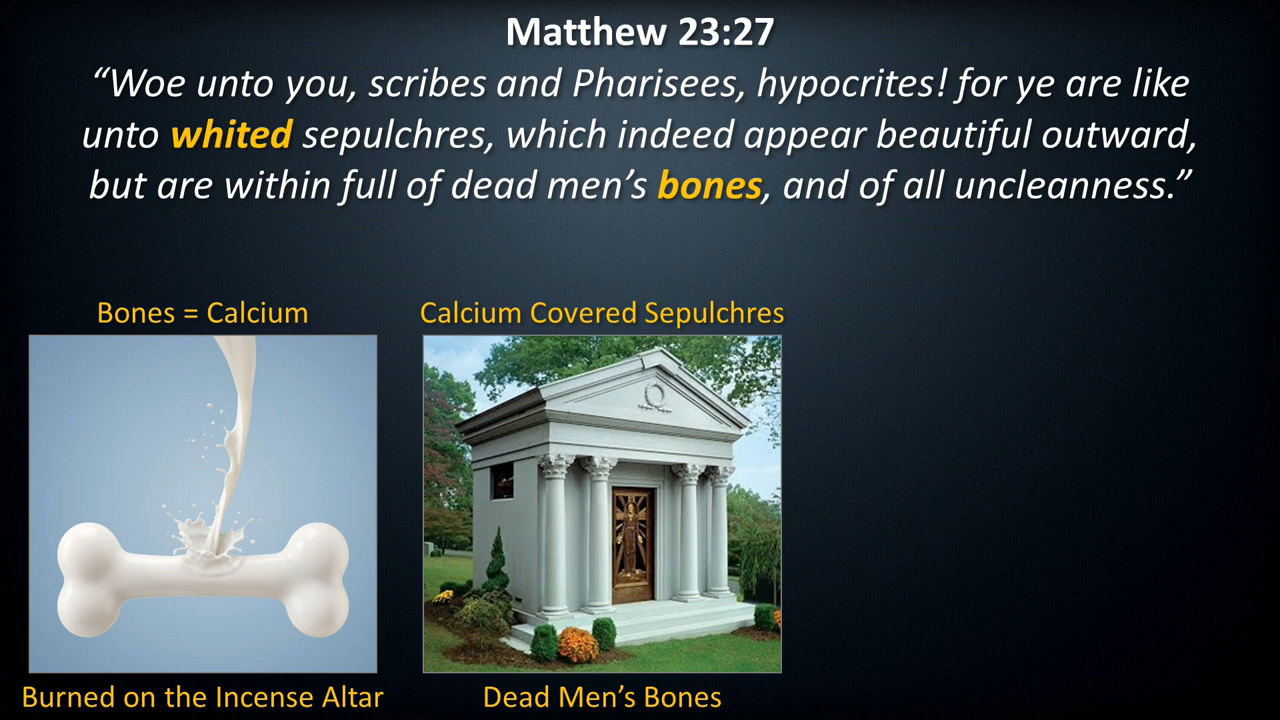 Matthew 23:27
“Woe unto you, scribes and Pharisees, hypocrites! for ye are like
unto whited sepulchres, which indeed appear beautiful outward,
but are within full of dead men’s bones, and of all uncleanness.”
Bones = Calcium
Calcium Covered Sepulchres
Burned on the Incense Altar
Dead Men’s Bones